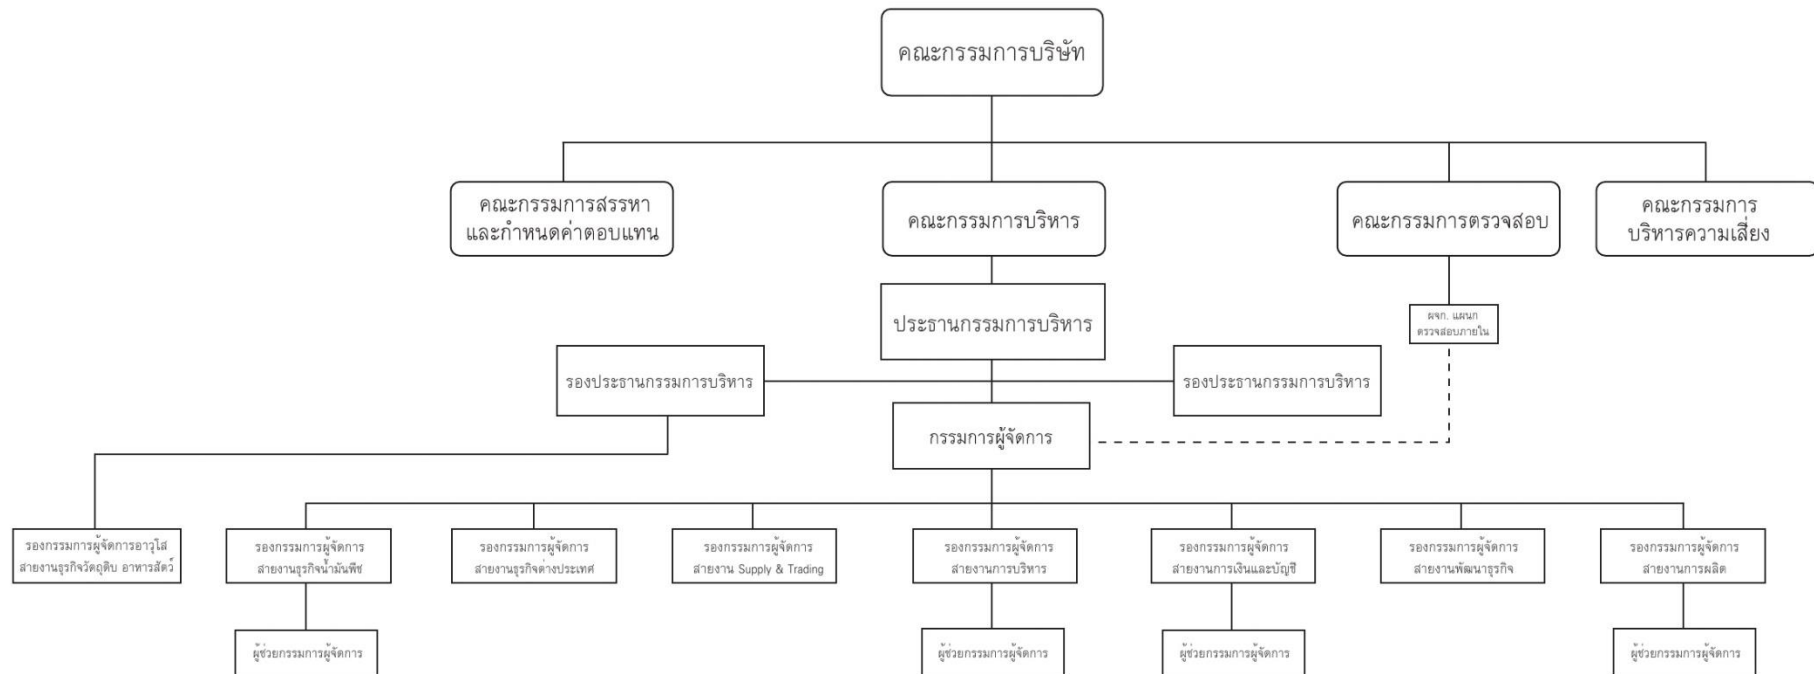 คณะกรรมการบริษัท
คณะกรรมการสรรหา
และกำหนดค่าตอบแทน
คณะกรรมการบริหาร
คณะกรรมการตรวจสอบ
คณะกรรมการ
บริหารความเสี่ยง
ประธานกรรมการบริหาร
ผจก. แผนก
ตรวจสอบภายใน
รองประธานกรรมการบริหาร
รองประธานกรรมการบริหาร
กรรมการผู้จัดการ
รองกรรมการผู้จัดการอาวุโส
สายงานธุรกิจวัตถุดิบ อาหารสัตว์
รองกรรมการผู้จัดการ
สายงานธุรกิจน้ำมันพืช
รองกรรมการผู้จัดการ
สายงานธุรกิจต่างประเทศ
รองกรรมการผู้จัดการ
สายงาน Supply & Trading
รองกรรมการผู้จัดการ
สายงานการบริหาร
รองกรรมการผู้จัดการ
สายงานการเงินและบัญชี
รองกรรมการผู้จัดการ
สายงานพัฒนาธุรกิจ
รองกรรมการผู้จัดการ
สายงานการผลิต
ผู้ช่วยกรรมการผู้จัดการ
ผู้ช่วยกรรมการผู้จัดการ
ผู้ช่วยกรรมการผู้จัดการ
ผู้ช่วยกรรมการผู้จัดการ